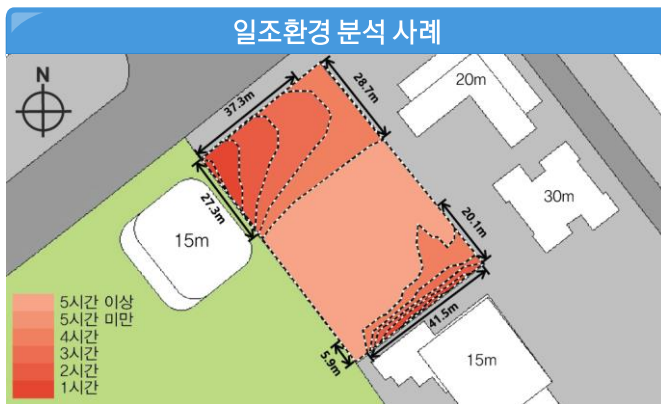 일조환경 분석 사례
N
37.3m
28.7m
20m
27.3m
15m
20.1m
30m
5시간 이상
5시간 미만
4시간
3시간
2시간
1시간
41.5m
5.9m
15m